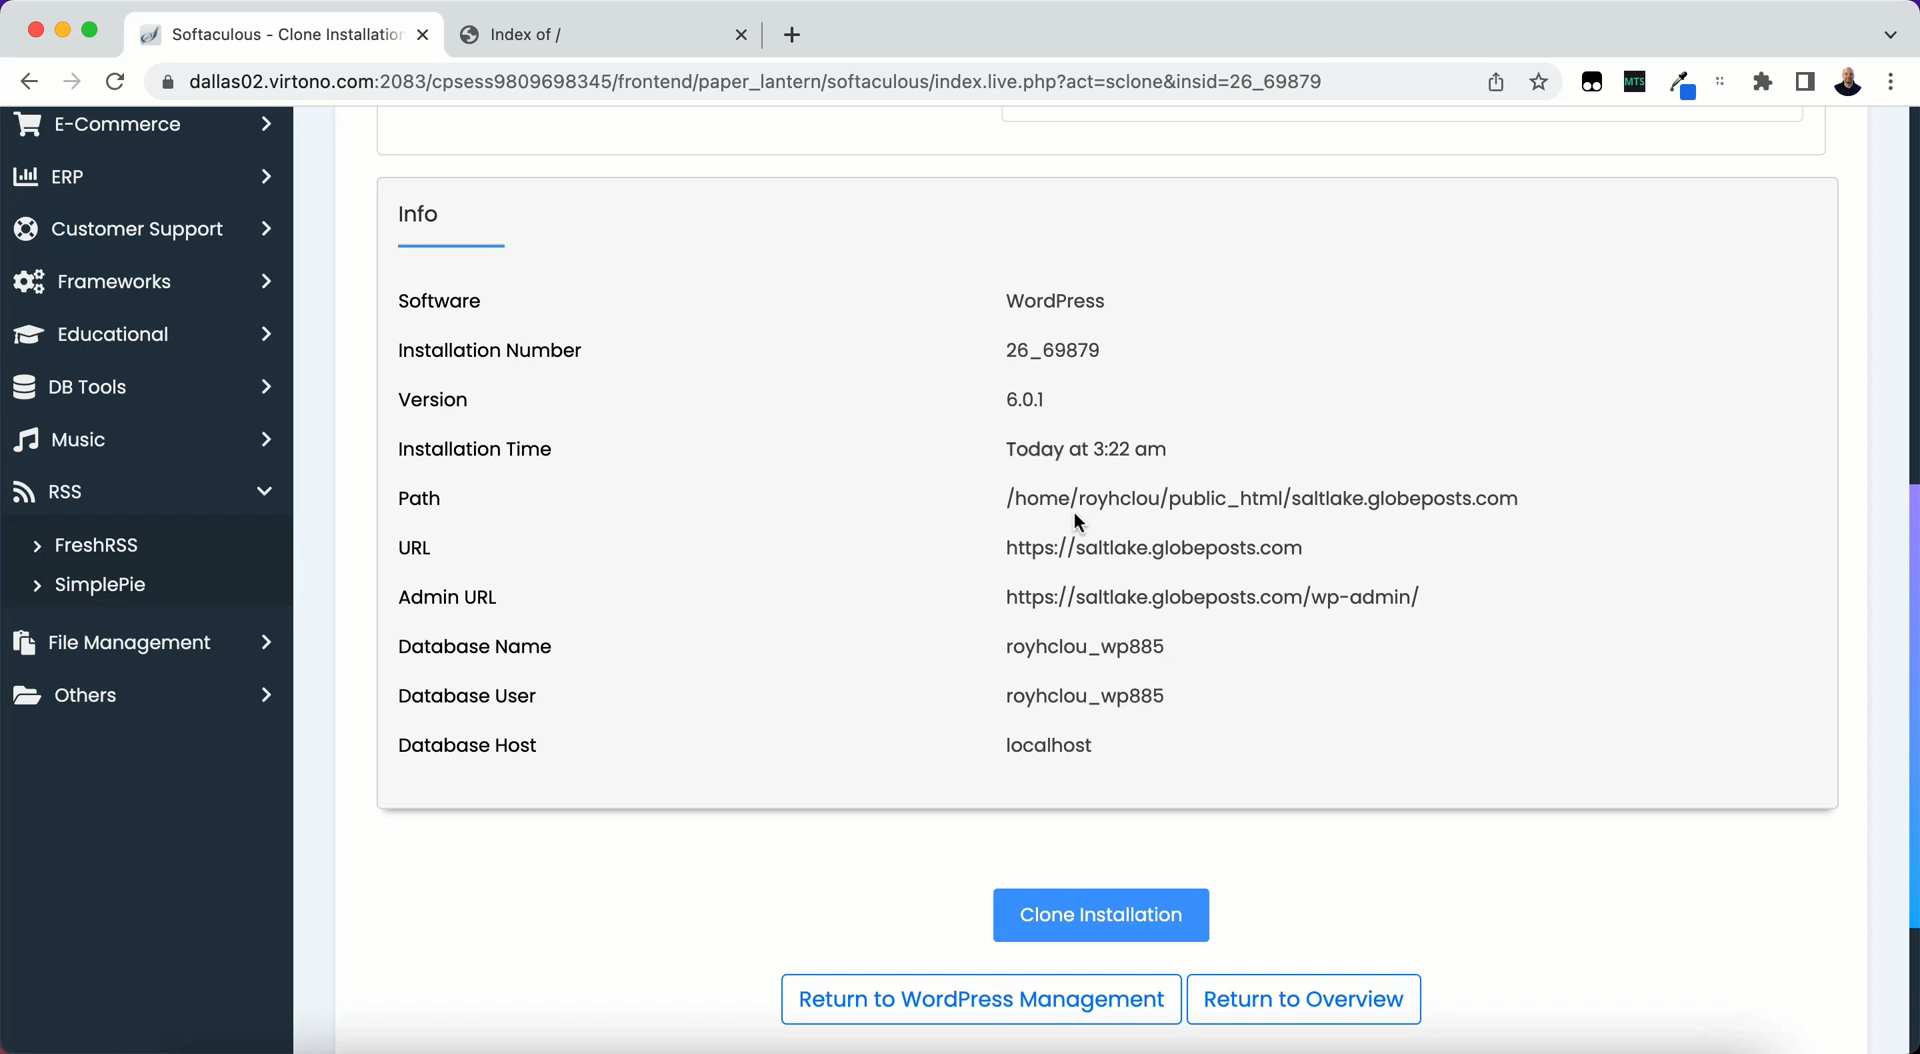 Softaculous - Clone Installation
Index of /
dallas02.virtono.com:2083/cpsess9809698345/frontend/paper_lantern/softaculous/index.live.php?act=sclone&insid=26_69879
MTS
E-Commerce
ERP
Customer Support
Frameworks
Educational
DB Tools
Music
RSS
FreshRSS
SimplePie
File Management
Others
Info
Software WordPress
Installation Number 26_69879
Version 6.0.1
Installation Time Today at 3:22 am
Path /home/royhclou/public_html/saltlake.globeposts.com
URL https://saltlake.globeposts.com
Admin URL https://saltlake.globeposts.com/wp-admin/
Database Name royhclou_wp885
Database User royhclou_wp885
Database Host localhost
Clone Installation
Return to WordPress Management Return to Overview